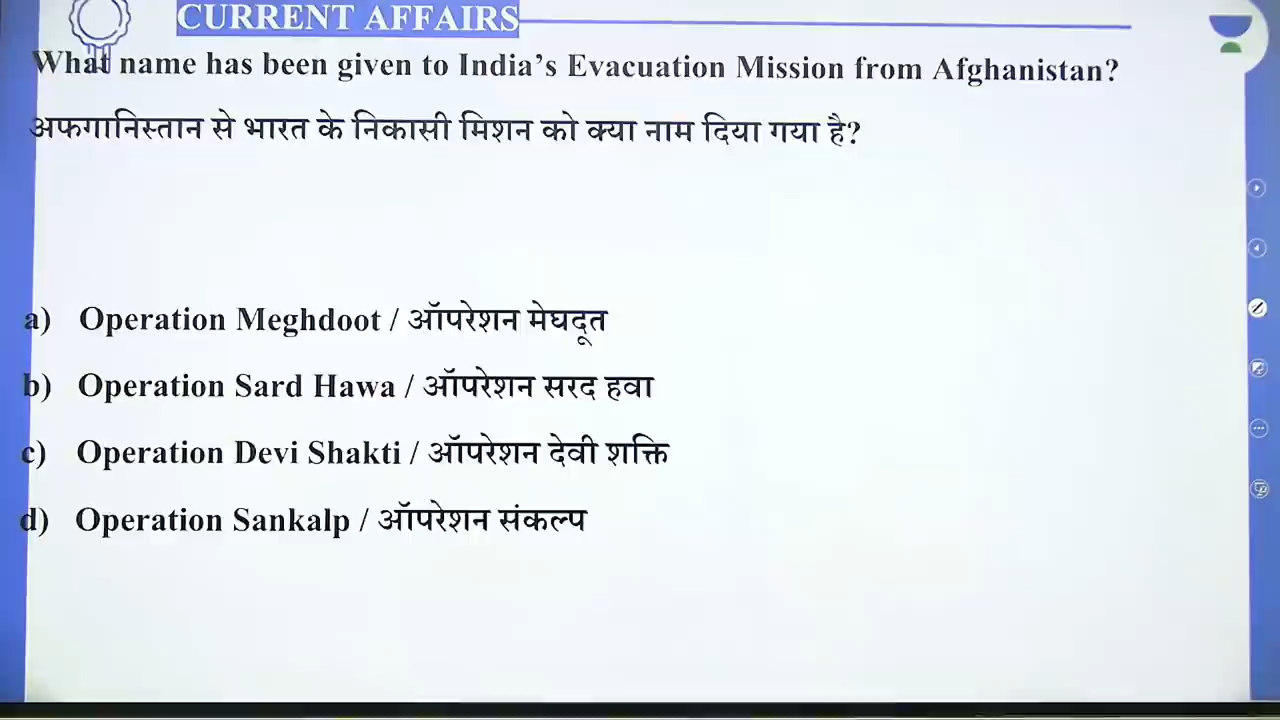 CURRENT AFFAIRS
What name has been given to India’s Evacuation Mission from Afghanistan?
अफगानिस्तान से भारत के निकासी मिशन को क्या नाम दिया गया है?
a) Operation Meghdoot / ऑपरेशन मेघदूत
b) Operation Sard Hawa / ऑपरेशन सरद हवा
c) Operation Devi Shakti / ऑपरेशन देवी शक्ति
d) Operation Sankalp / ऑपरेशन संकल्प